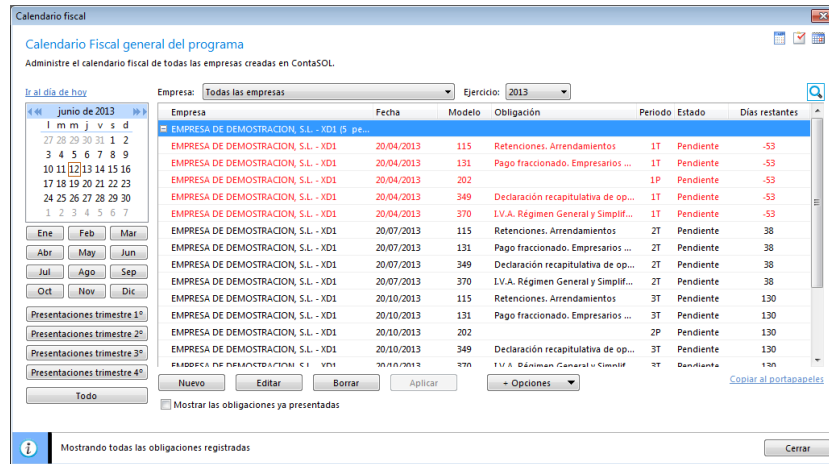 Calendario fiscal
Calendario Fiscal general del programa
Administre el calendario fiscal de todas las empresas creadas en ContaSOL.
Ir al día de hoy
Empresa: Todas las empresas Ejercicio: 2013
junio de 2013
l m m j v s d
27 28 29 30 31 1 2
3 4 5 6 7 8 9
10 11 12 13 14 15 16
17 18 19 20 21 22 23
24 25 26 27 28 29 30
1 2 3 4 5 6 7
Ene Feb Mar
Abr May Jun
Jul Ago Sep
Oct Nov Dic
Presentaciones trimestre 1º
Presentaciones trimestre 2º
Presentaciones trimestre 3º
Presentaciones trimestre 4º
Todo
Empresa Fecha Modelo Obligación Periodo Estado Días restantes
EMPRESA DE DEMOSTRACION, S.L. - XD1 (5 pe...
EMPRESA DE DEMOSTRACION, S.L. - XD1 20/04/2013 115 Retenciones. Arrendamientos 1T Pendiente -53
EMPRESA DE DEMOSTRACION, S.L. - XD1 20/04/2013 131 Pago fraccionado. Empresarios ... 1T Pendiente -53
EMPRESA DE DEMOSTRACION, S.L. - XD1 20/04/2013 202 1P Pendiente -53
EMPRESA DE DEMOSTRACION, S.L. - XD1 20/04/2013 349 Declaración recapitulativa de op... 1T Pendiente -53
EMPRESA DE DEMOSTRACION, S.L. - XD1 20/04/2013 370 I.V.A. Régimen General y Simplif... 1T Pendiente -53
EMPRESA DE DEMOSTRACION, S.L. - XD1 20/07/2013 115 Retenciones. Arrendamientos 2T Pendiente 38
EMPRESA DE DEMOSTRACION, S.L. - XD1 20/07/2013 131 Pago fraccionado. Empresarios ... 2T Pendiente 38
EMPRESA DE DEMOSTRACION, S.L. - XD1 20/07/2013 349 Declaración recapitulativa de op... 2T Pendiente 38
EMPRESA DE DEMOSTRACION, S.L. - XD1 20/07/2013 370 I.V.A. Régimen General y Simplif... 2T Pendiente 38
EMPRESA DE DEMOSTRACION, S.L. - XD1 20/10/2013 115 Retenciones. Arrendamientos 3T Pendiente 130
EMPRESA DE DEMOSTRACION, S.L. - XD1 20/10/2013 131 Pago fraccionado. Empresarios ... 3T Pendiente 130
EMPRESA DE DEMOSTRACION, S.L. - XD1 20/10/2013 202 2P Pendiente 130
EMPRESA DE DEMOSTRACION, S.L. - XD1 20/10/2013 349 Declaración recapitulativa de op... 3T Pendiente 130
EMPRESA DE DEMOSTRACION, S.L. - XD1 20/10/2013 370 I.V.A. Régimen General y Simplif... 3T Pendiente 130
Nuevo Editar Borrar Aplicar + Opciones Copiar al portapapeles
Mostrar las obligaciones ya presentadas
Mostrando todas las obligaciones registradas
Cerrar